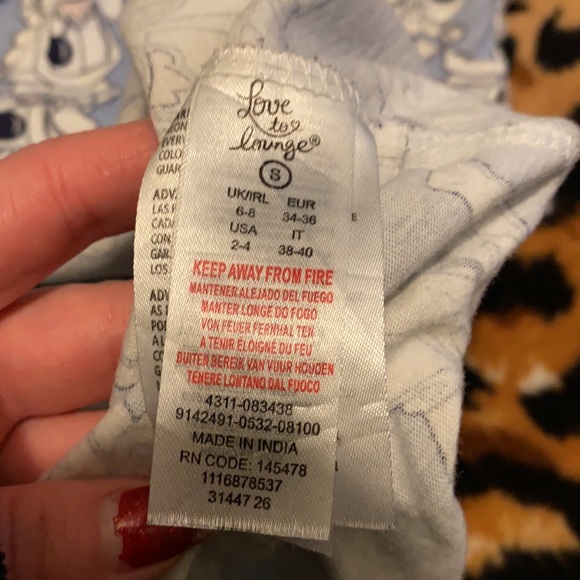 Love
to
lounge®
S
UK/IRL EUR
6-8 34-36
USA IT
2-4 38-40
KEEP AWAY FROM FIRE
MANTENER ALEJADO DEL FUEGO
MANTER LONGE DO FOGO
VON FEUER FERNHALTEN
A TENIR ÉLOIGNÉ DU FEU
BUITEN BEREIK VAN VUUR HOUDEN
TENERE LONTANO DAL FUOCO
4311-083438
9142491-0532-08100
MADE IN INDIA
RN CODE: 145478
1116878537
31447 26